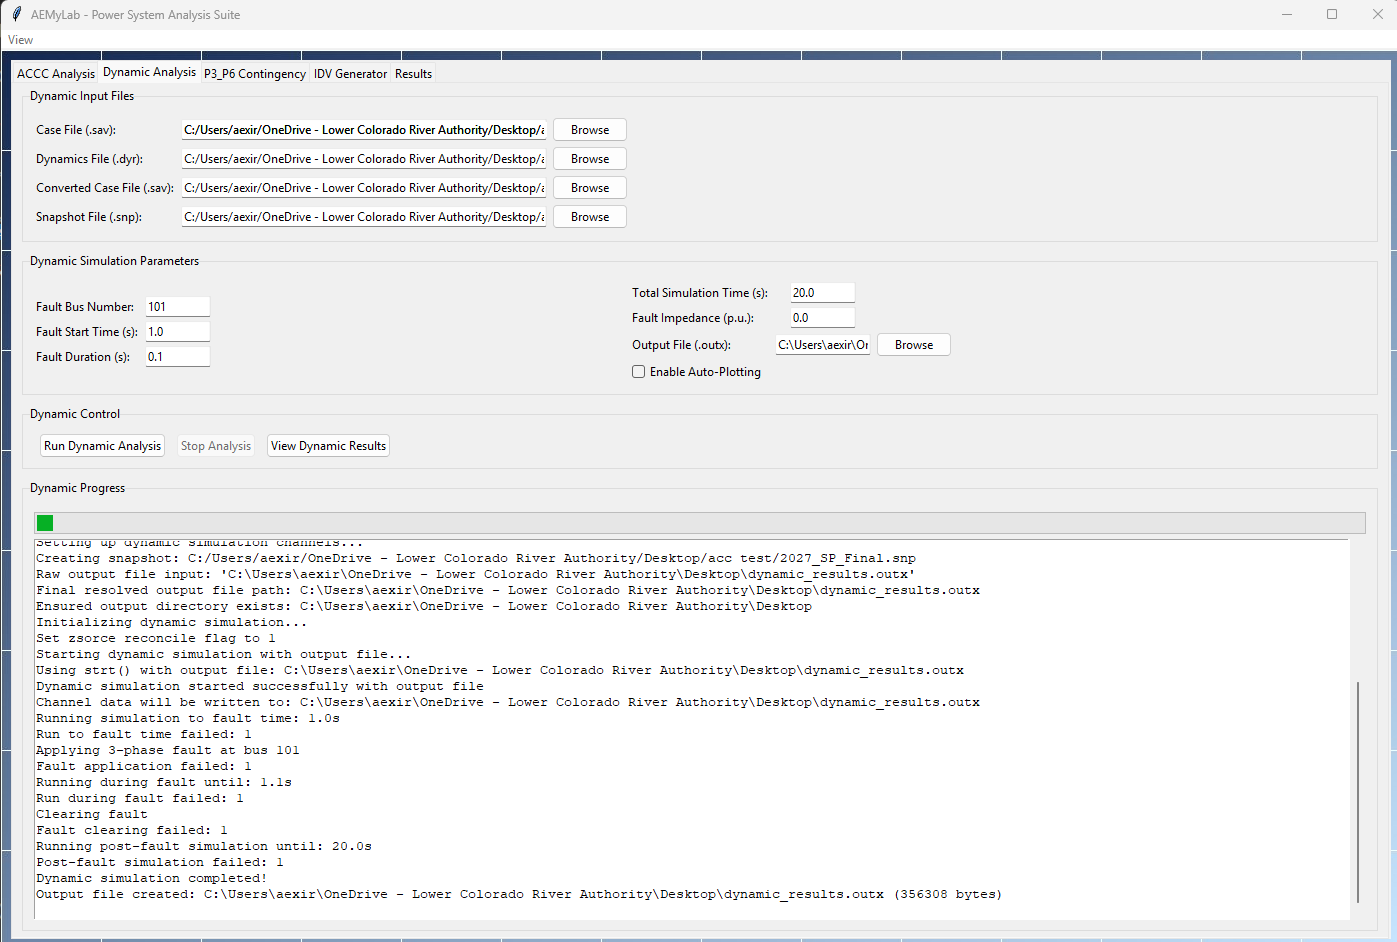 AEMyLab - Power System Analysis Suite
View
ACCC Analysis Dynamic Analysis P3_P6 Contingency IDV Generator Results
Dynamic Input Files
Case File (.sav): C:/Users/aexir/OneDrive - Lower Colorado River Authority/Desktop/a Browse
Dynamics File (.dyr): C:/Users/aexir/OneDrive - Lower Colorado River Authority/Desktop/a Browse
Converted Case File (.sav): C:/Users/aexir/OneDrive - Lower Colorado River Authority/Desktop/a Browse
Snapshot File (.snp): C:/Users/aexir/OneDrive - Lower Colorado River Authority/Desktop/a Browse
Dynamic Simulation Parameters
Fault Bus Number: 101
Fault Start Time (s): 1.0
Fault Duration (s): 0.1
Total Simulation Time (s): 20.0
Fault Impedance (p.u.): 0.0
Output File (.outx): C:\Users\aexir\Or Browse
Enable Auto-Plotting
Dynamic Control
Run Dynamic Analysis Stop Analysis View Dynamic Results
Dynamic Progress
Setting up dynamic simulation channels...
Creating snapshot: C:/Users/aexir/OneDrive - Lower Colorado River Authority/Desktop/acc test/2027_SP_Final.snp
Raw output file input: 'C:\Users\aexir\OneDrive - Lower Colorado River Authority\Desktop\dynamic_results.outx'
Final resolved output file path: C:\Users\aexir\OneDrive - Lower Colorado River Authority\Desktop\dynamic_results.outx
Ensured output directory exists: C:\Users\aexir\OneDrive - Lower Colorado River Authority\Desktop
Initializing dynamic simulation...
Set zsorce reconcile flag to 1
Starting dynamic simulation with output file...
Using strt() with output file: C:\Users\aexir\OneDrive - Lower Colorado River Authority\Desktop\dynamic_results.outx
Dynamic simulation started successfully with output file
Channel data will be written to: C:\Users\aexir\OneDrive - Lower Colorado River Authority\Desktop\dynamic_results.outx
Running simulation to fault time: 1.0s
Run to fault time failed: 1
Applying 3-phase fault at bus 101
Fault application failed: 1
Running during fault until: 1.1s
Run during fault failed: 1
Clearing fault
Fault clearing failed: 1
Running post-fault simulation until: 20.0s
Post-fault simulation failed: 1
Dynamic simulation completed!
Output file created: C:\Users\aexir\OneDrive - Lower Colorado River Authority\Desktop\dynamic_results.outx (356308 bytes)